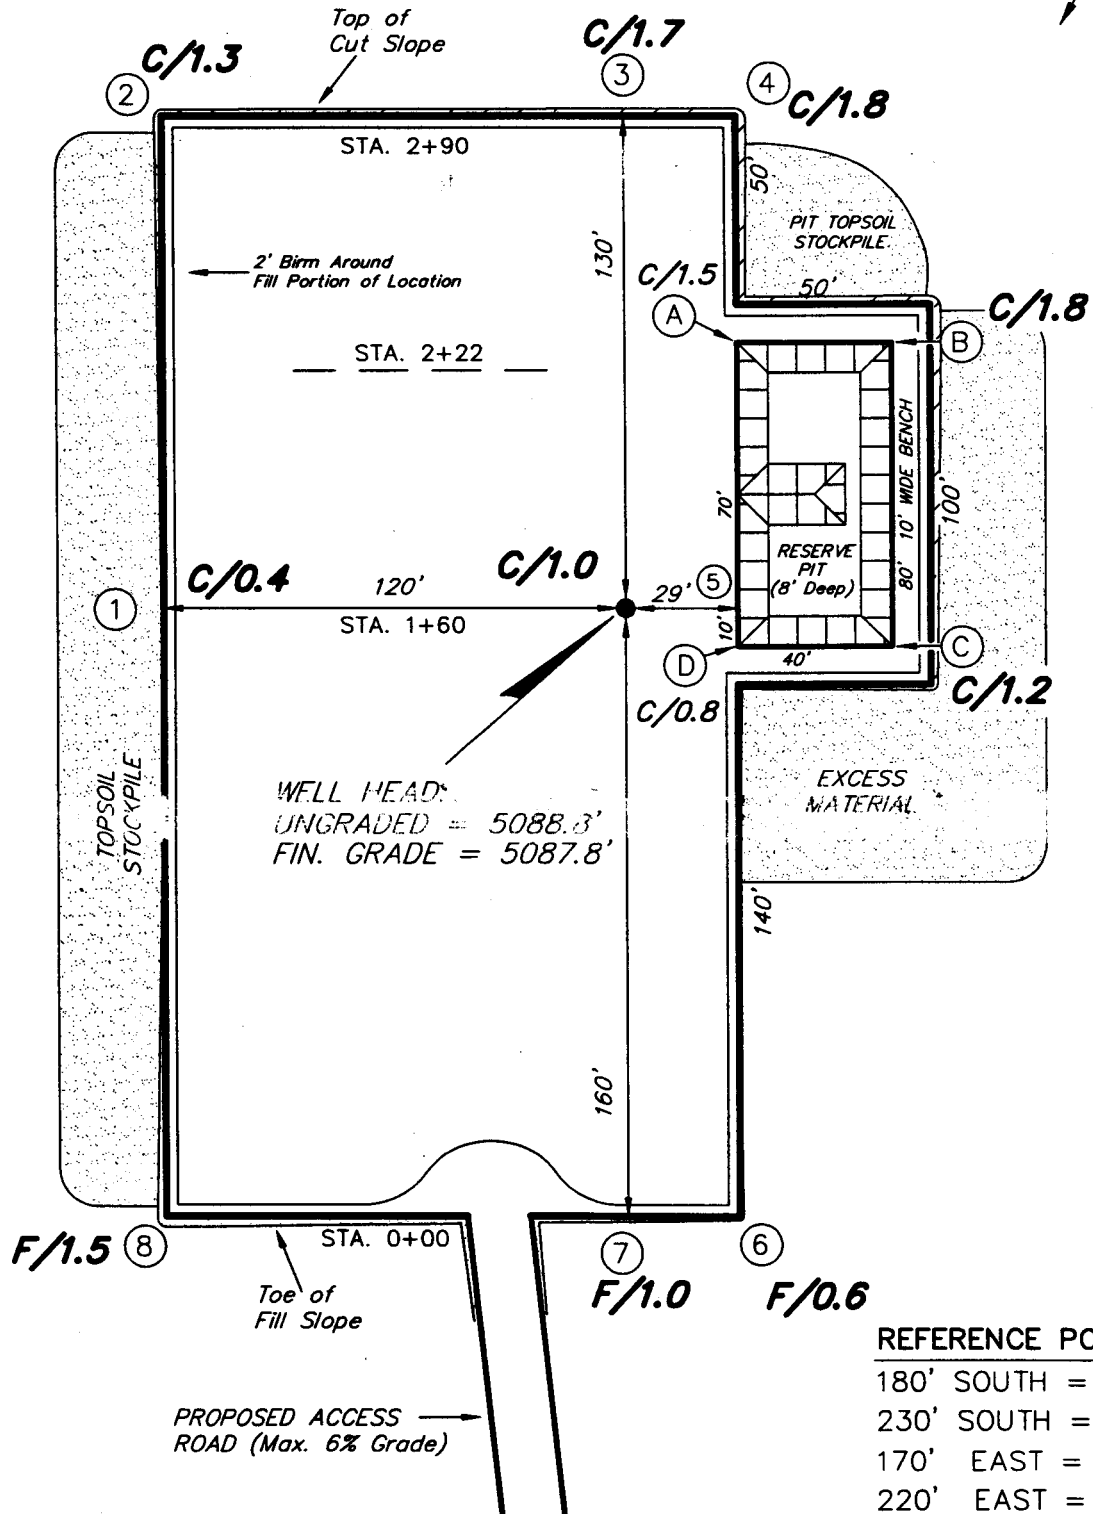 Top of
Cut Slope
C/1.3
C/1.7
2
3
4
C/1.8
STA. 2+90
50'
PIT TOPSOIL
STOCKPILE
130'
2' Birm Around
Fill Portion of Location
C/1.5
50'
C/1.8
A
B
STA. 2+22
10' WIDE BENCH
100'
70'
RESERVE
PIT
(8' Deep)
80'
C/0.4
120'
C/1.0
29'
5
1
STA. 1+60
10'
D
40'
C
C/0.8
C/1.2
TOPSOIL
STOCKPILE
WELL HEAD:
UNGRADED = 5088.8'
FIN. GRADE = 5087.8'
EXCESS
MATERIAL
140'
160'
F/1.5
8
STA. 0+00
7
6
F/1.0
F/0.6
Toe of
Fill Slope
PROPOSED ACCESS
ROAD (Max. 6% Grade)
REFERENCE PO
180' SOUTH =
230' SOUTH =
170' EAST =
220' EAST =